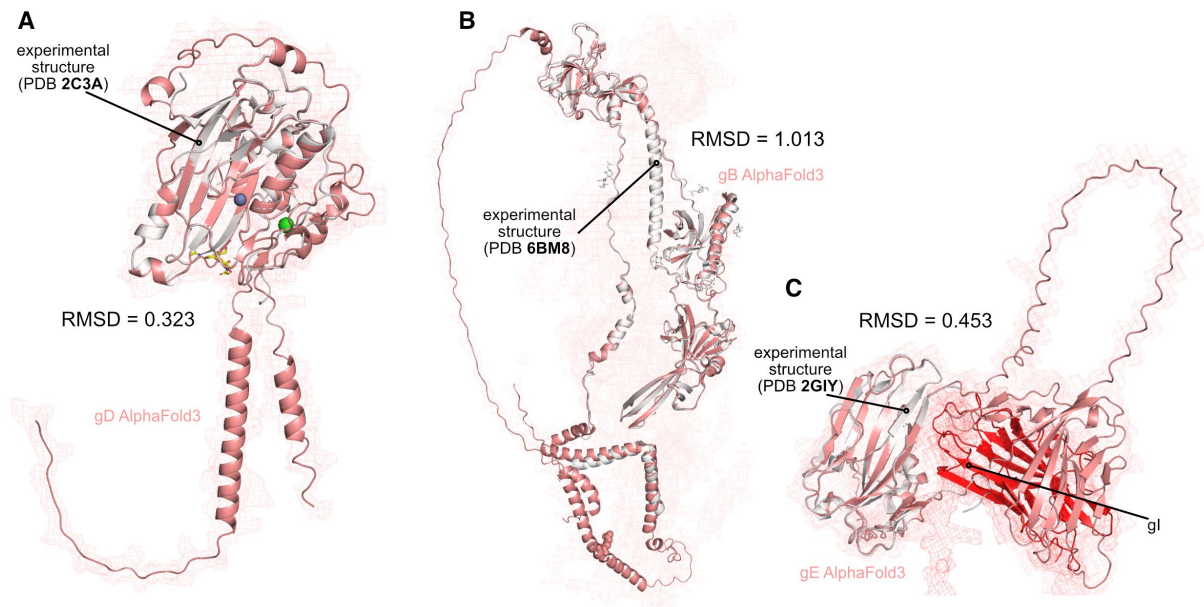 A
experimental
structure
(PDB 2C3A)
RMSD = 0.323
gD AlphaFold3
B
RMSD = 1.013
gB AlphaFold3
experimental
structure
(PDB 6BM8)
C
RMSD = 0.453
experimental
structure
(PDB 2GIY)
gI
gE AlphaFold3